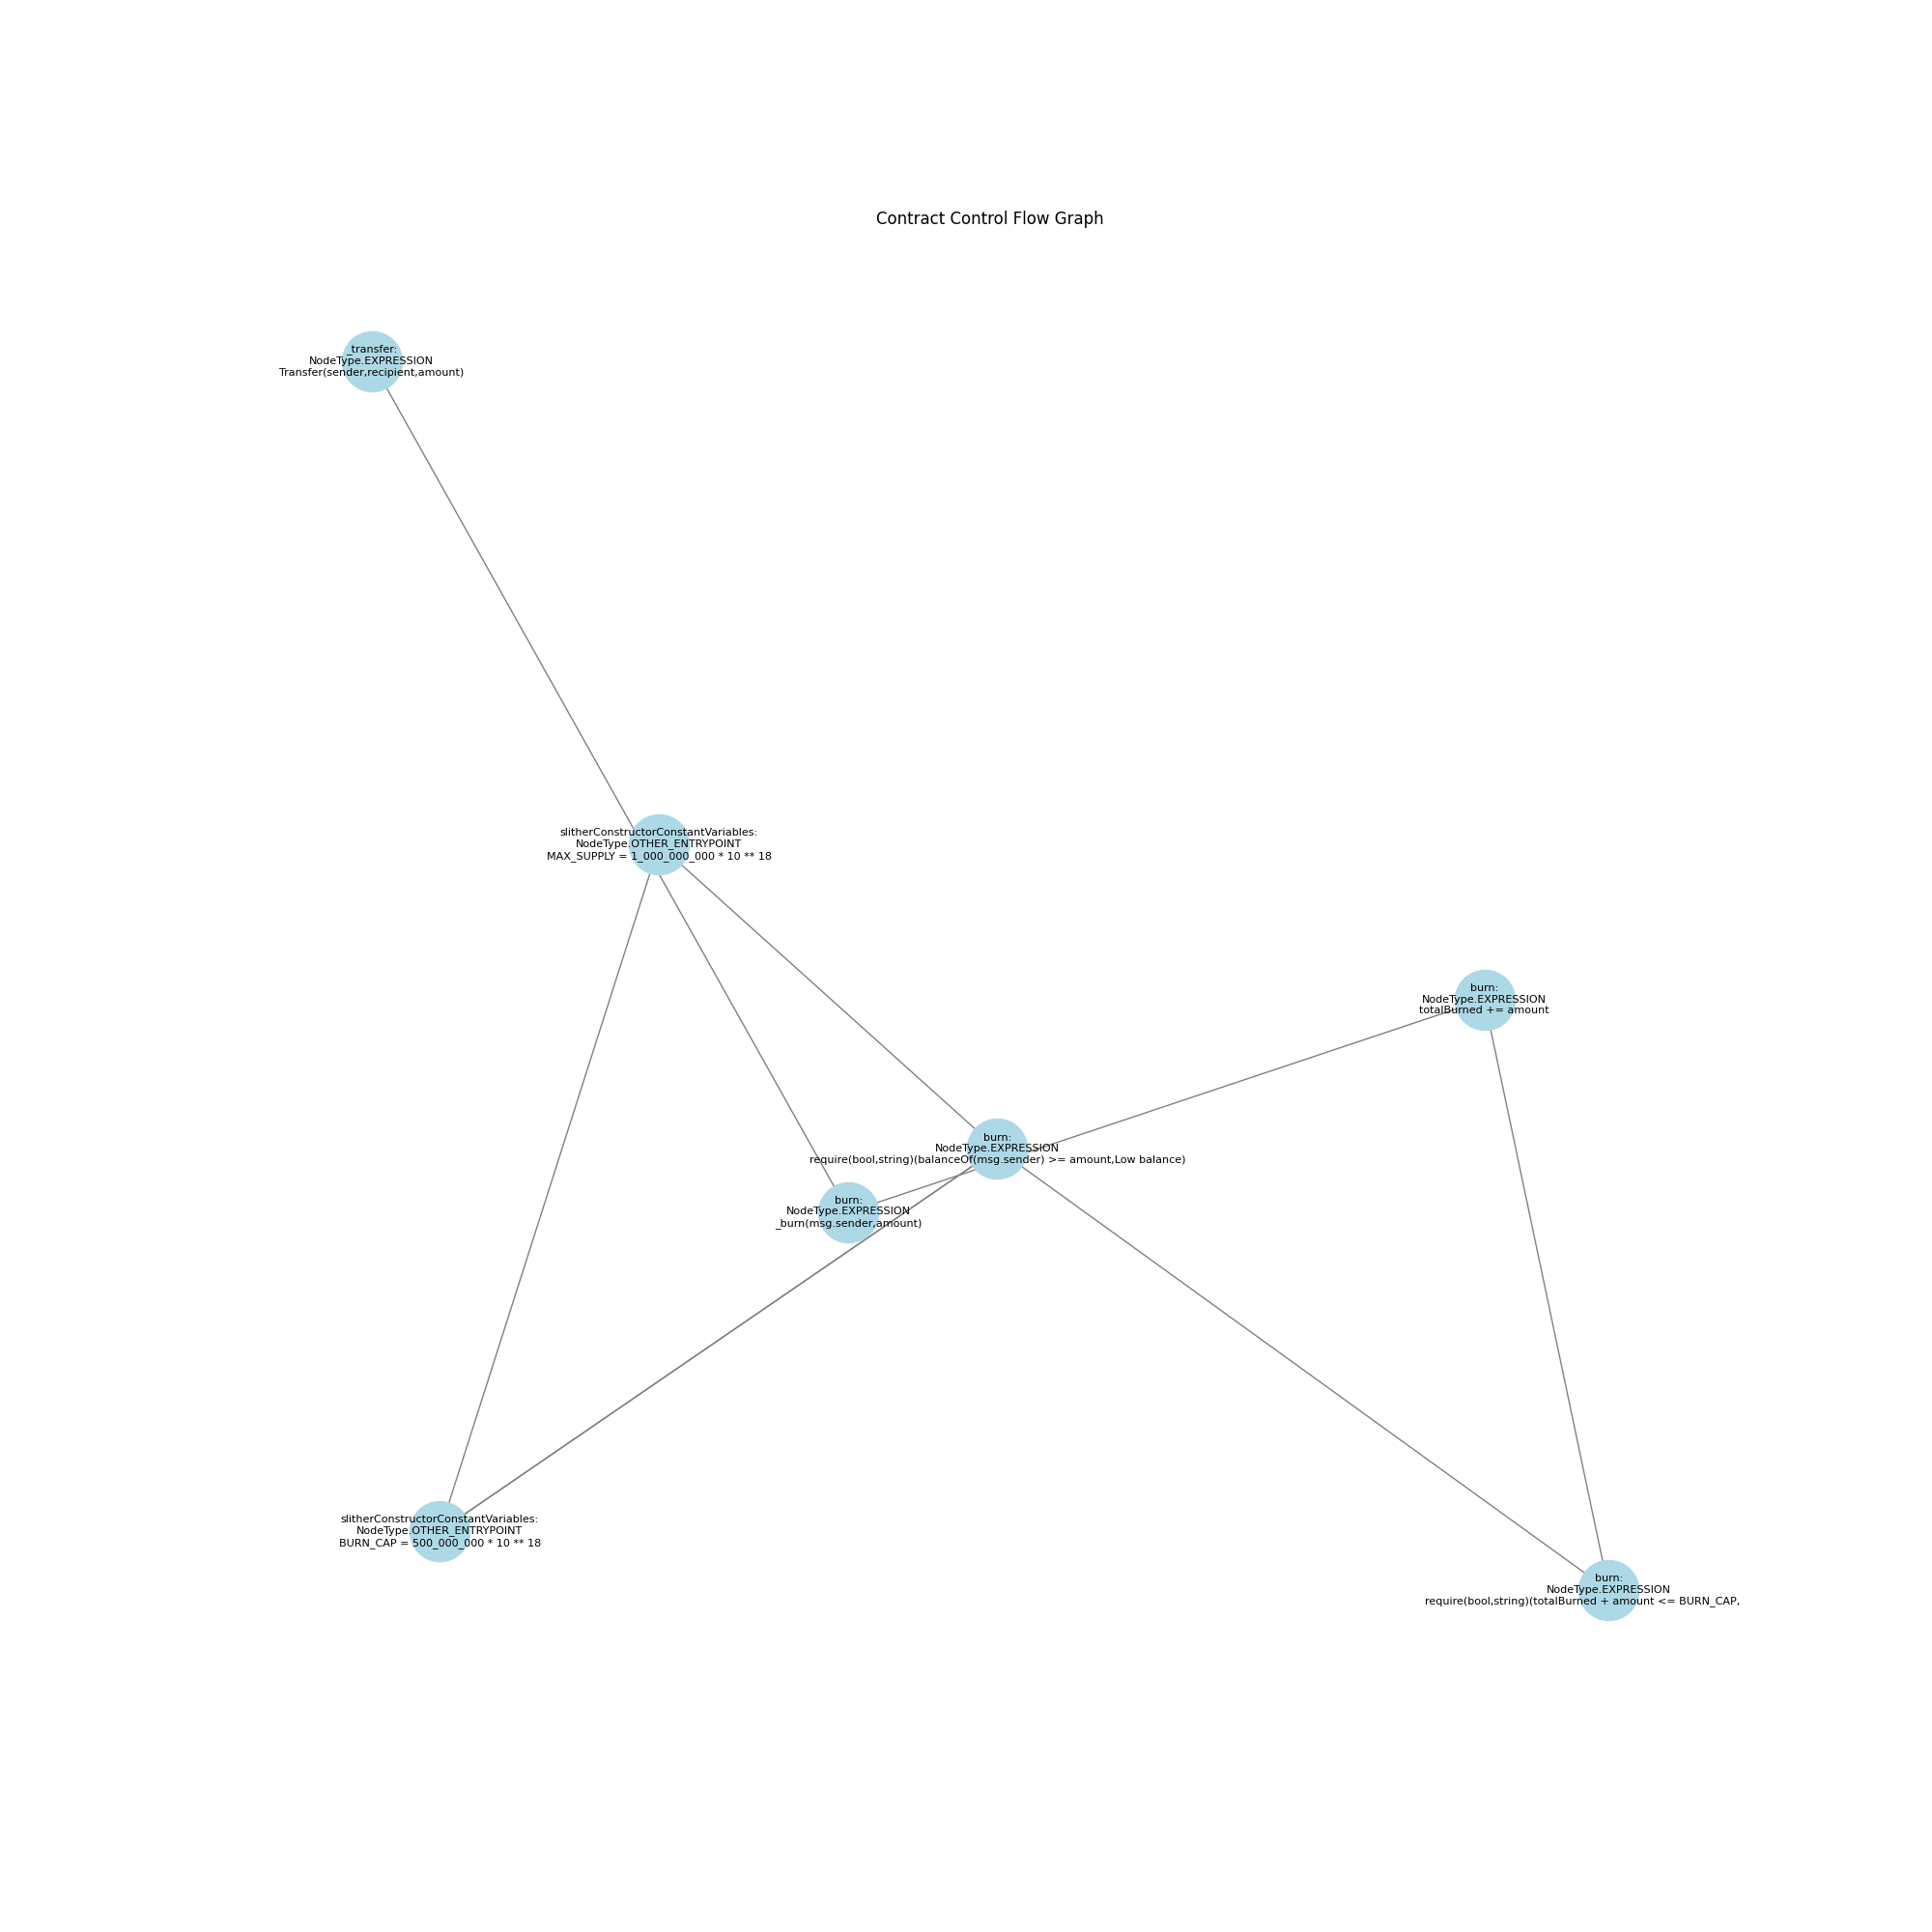 Contract Control Flow Graph
_transfer:
NodeType.EXPRESSION
Transfer(sender,recipient,amount)
slitherConstructorConstantVariables:
NodeType.OTHER_ENTRYPOINT
MAX_SUPPLY = 1_000_000_000 * 10 ** 18
burn:
NodeType.EXPRESSION
totalBurned += amount
burn:
NodeType.EXPRESSION
require(bool,string)(balanceOf(msg.sender) >= amount,Low balance)
burn:
NodeType.EXPRESSION
_burn(msg.sender,amount)
slitherConstructorConstantVariables:
NodeType.OTHER_ENTRYPOINT
BURN_CAP = 500_000_000 * 10 ** 18
burn:
NodeType.EXPRESSION
require(bool,string)(totalBurned + amount <= BURN_CAP,